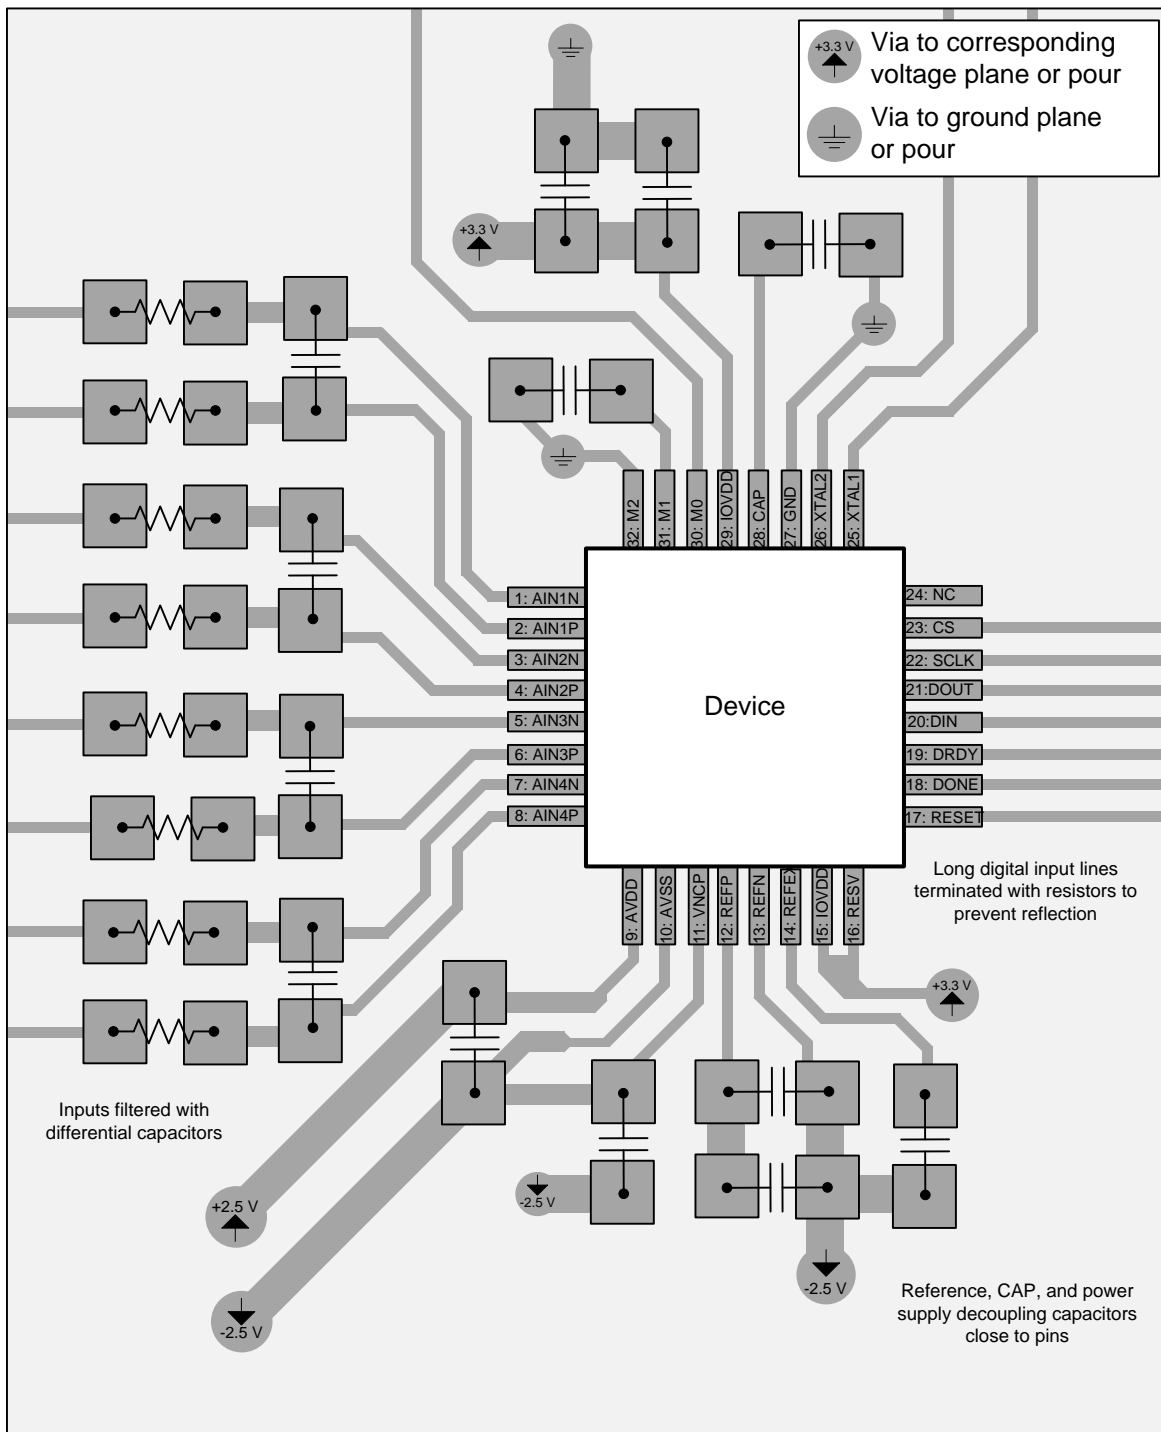 +3.3 V
Via to corresponding
voltage plane or pour
Via to ground plane
or pour
+3.3 V
32: M2
31: M1
30: M0
29: IOVDD
28: CAP
27: GND
26: XTAL2
25: XTAL1
1: AIN1N
2: AIN1P
3: AIN2N
4: AIN2P
5: AIN3N
6: AIN3P
7: AIN4N
8: AIN4P
Device
24: NC
23: CS
22: SCLK
21:DOUT
20:DIN
19: DRDY
18: DONE
17: RESET
9: AVDD
10: AVSS
11: VNCP
12: REFP
13: REFN
14: REFEX
15: IOVDD
16: RESV
Long digital input lines
terminated with resistors to
prevent reflection
+3.3 V
Inputs filtered with
differential capacitors
+2.5 V
-2.5 V
-2.5 V
-2.5 V
Reference, CAP, and power
supply decoupling capacitors
close to pins